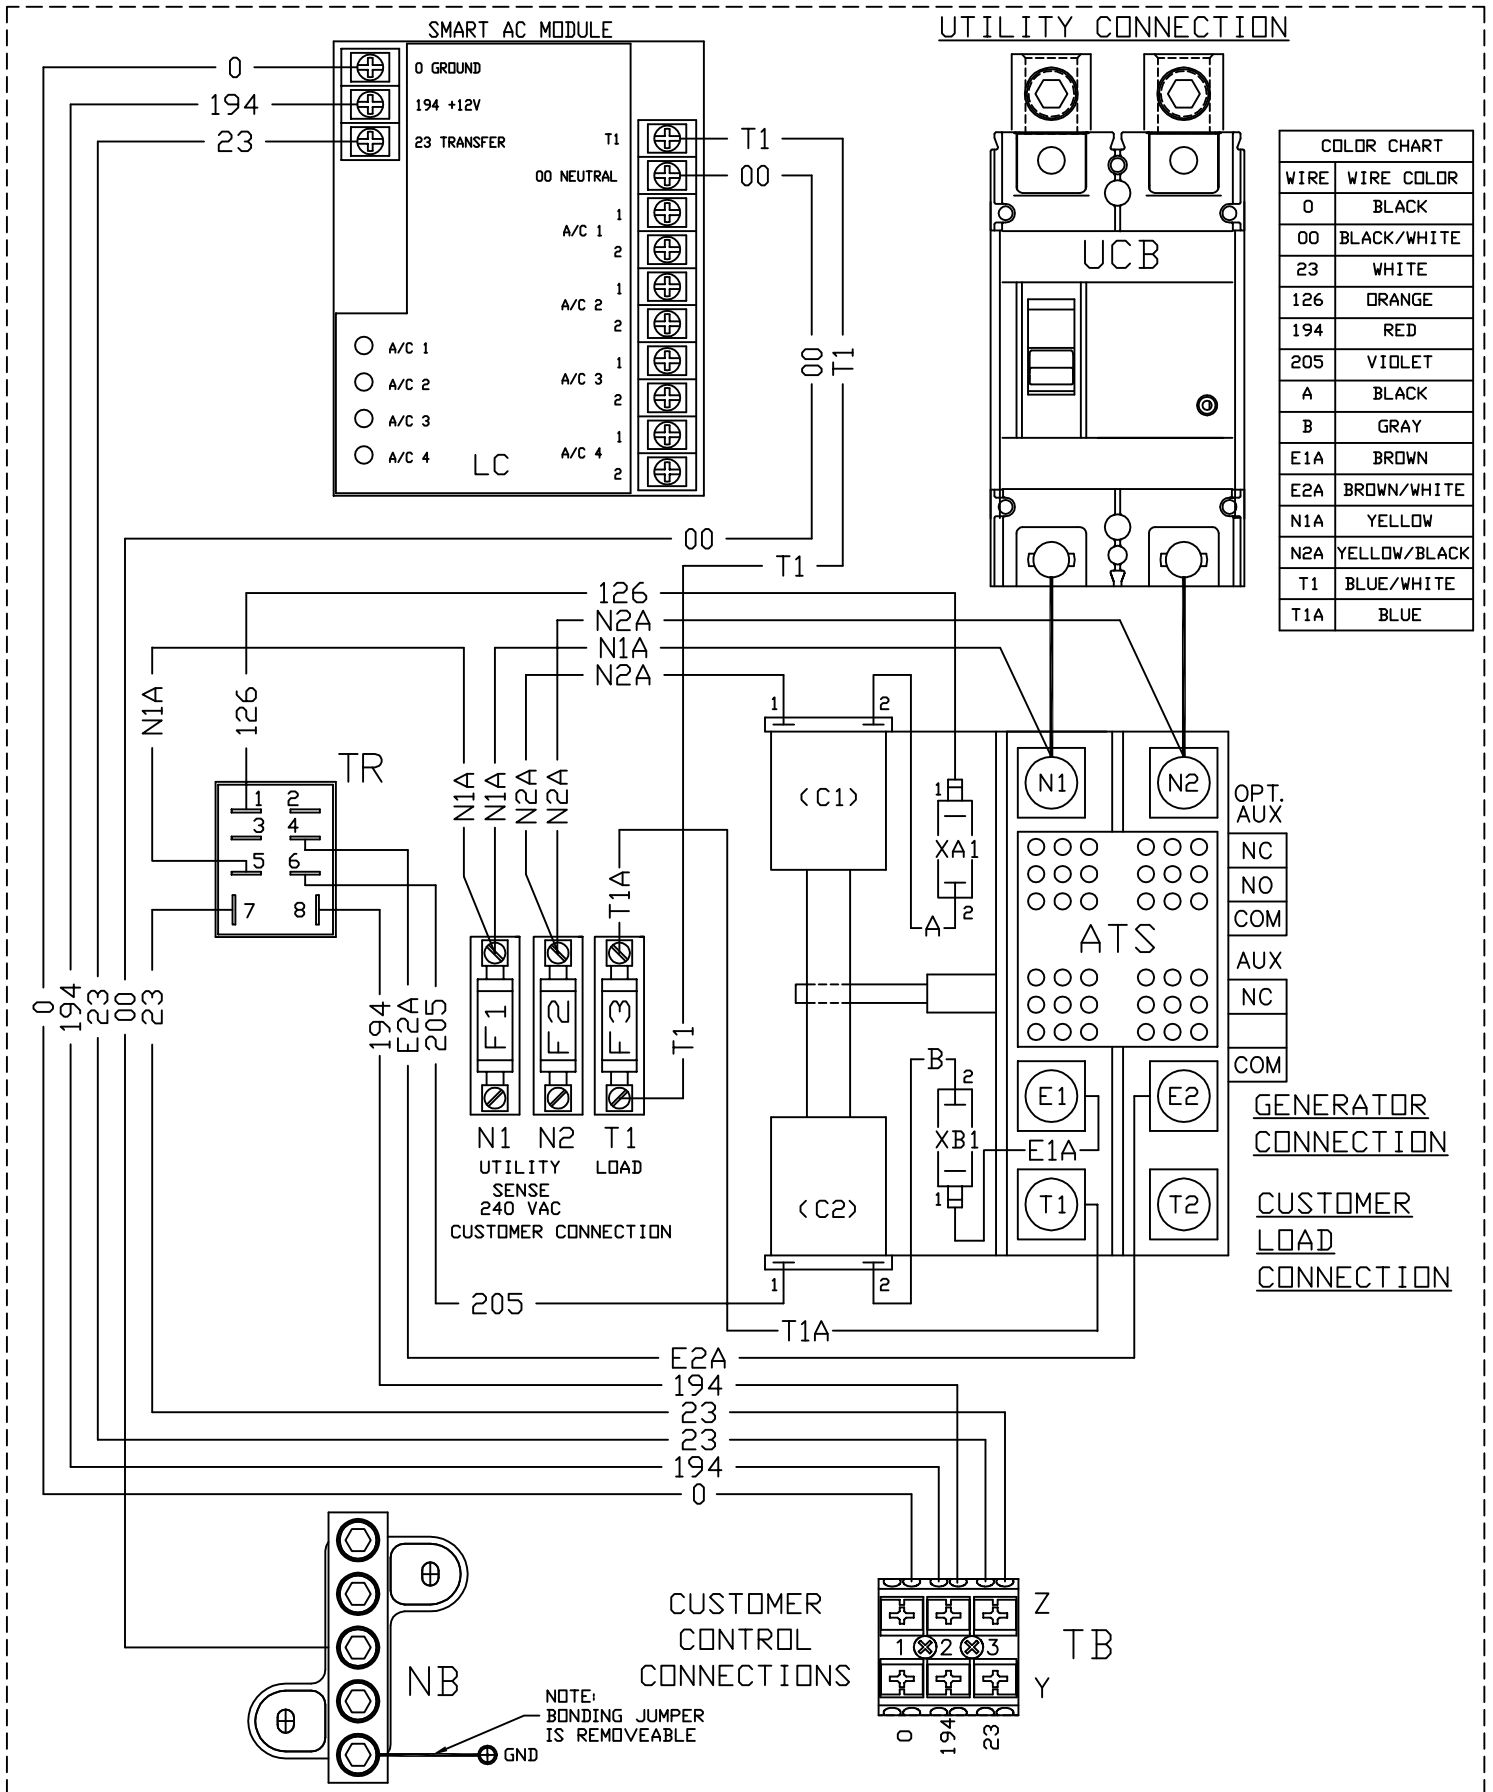 SMART AC MODULE
UTILITY CONNECTION
0
0 GROUND
194
194 +12V
23
23 TRANSFER
T1
T1
00 NEUTRAL
00
1
A/C 1
2
1
A/C 2
2
1
A/C 3
2
1
A/C 4
2
A/C 1
A/C 2
A/C 3
A/C 4
LC
00
T1
UCB
COLOR CHART
WIRE WIRE COLOR
0 BLACK
00 BLACK/WHITE
23 WHITE
126 ORANGE
194 RED
205 VIOLET
A BLACK
B GRAY
E1A BROWN
E2A BROWN/WHITE
N1A YELLOW
N2A YELLOW/BLACK
T1 BLUE/WHITE
T1A BLUE
00
T1
126
N2A
N1A
N2A
N1A
126
TR
1 2
3 4
5 6
7 8
N1A
N1A
N2A
N2A
T1A
1 2
(C1)
1
XA1
2
A
N1 N2
OPT.
AUX
NC
NO
COM
ATS
AUX
NC
COM
0
194
23
00
23
194
E2A
205
F1
F2
F3
T1
N1 N2 T1
UTILITY
SENSE
240 VAC
LOAD
CUSTOMER CONNECTION
B
2
XB1
1
E1 E2
E1A
T1 T2
(C2)
1 2
GENERATOR
CONNECTION
CUSTOMER
LOAD
CONNECTION
205
T1A
E2A
194
23
23
194
0
NB
NOTE:
BONDING JUMPER
IS REMOVEABLE
GND
CUSTOMER
CONTROL
CONNECTIONS
1 2 3
Z
TB
Y
0
194
23